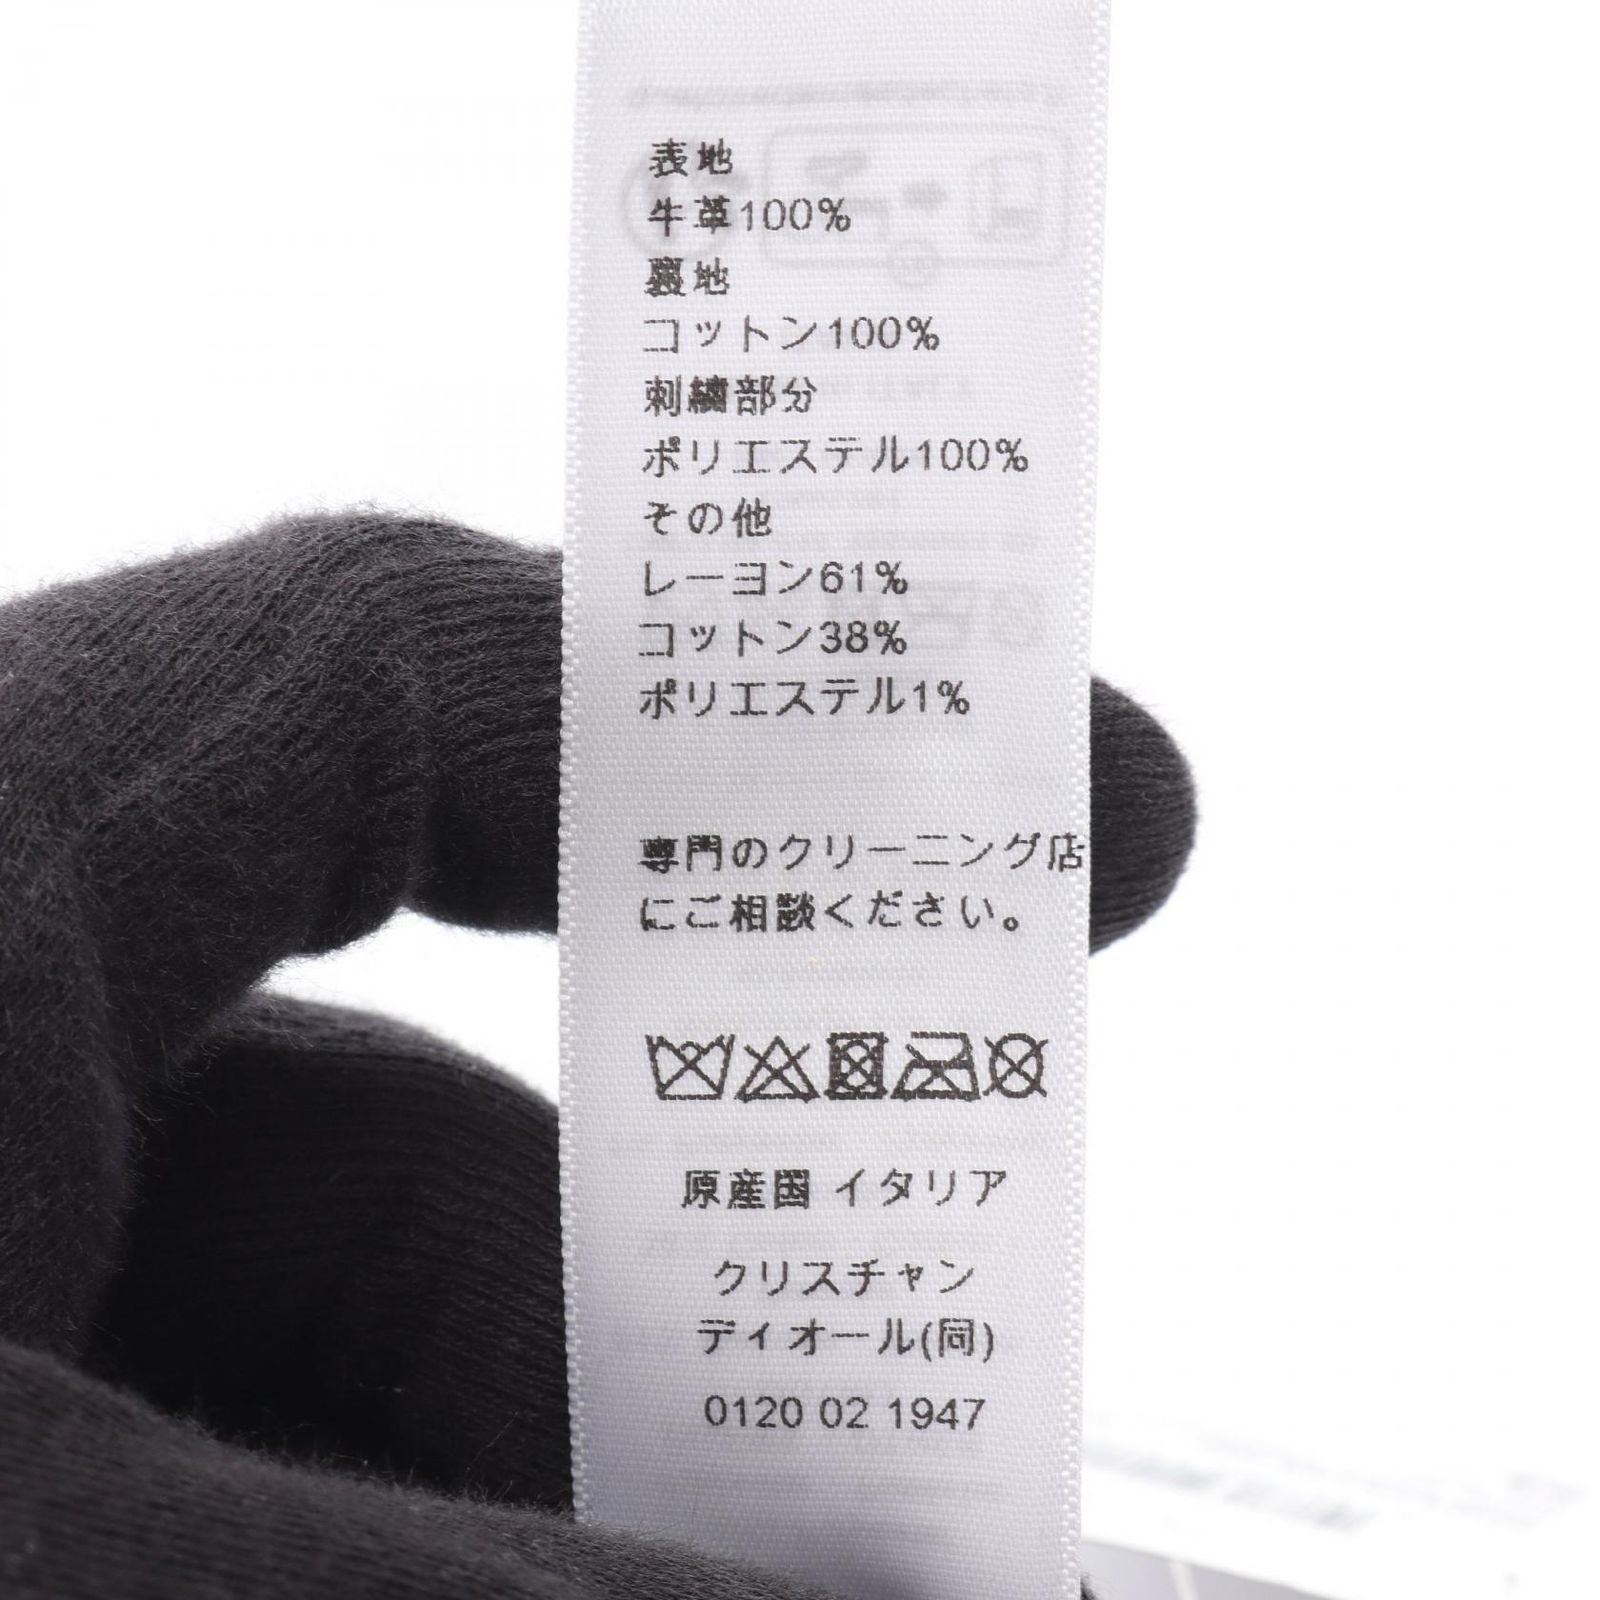 表地
牛革100%
裏地
コットン100%
刺繍部分
ポリエステル100%
その他
レーヨン61%
コットン38%
ポリエステル1%
専門のクリーニング店
にご相談ください。
原産国 イタリア
クリスチャン
ディオール(同)
0120 02 1947